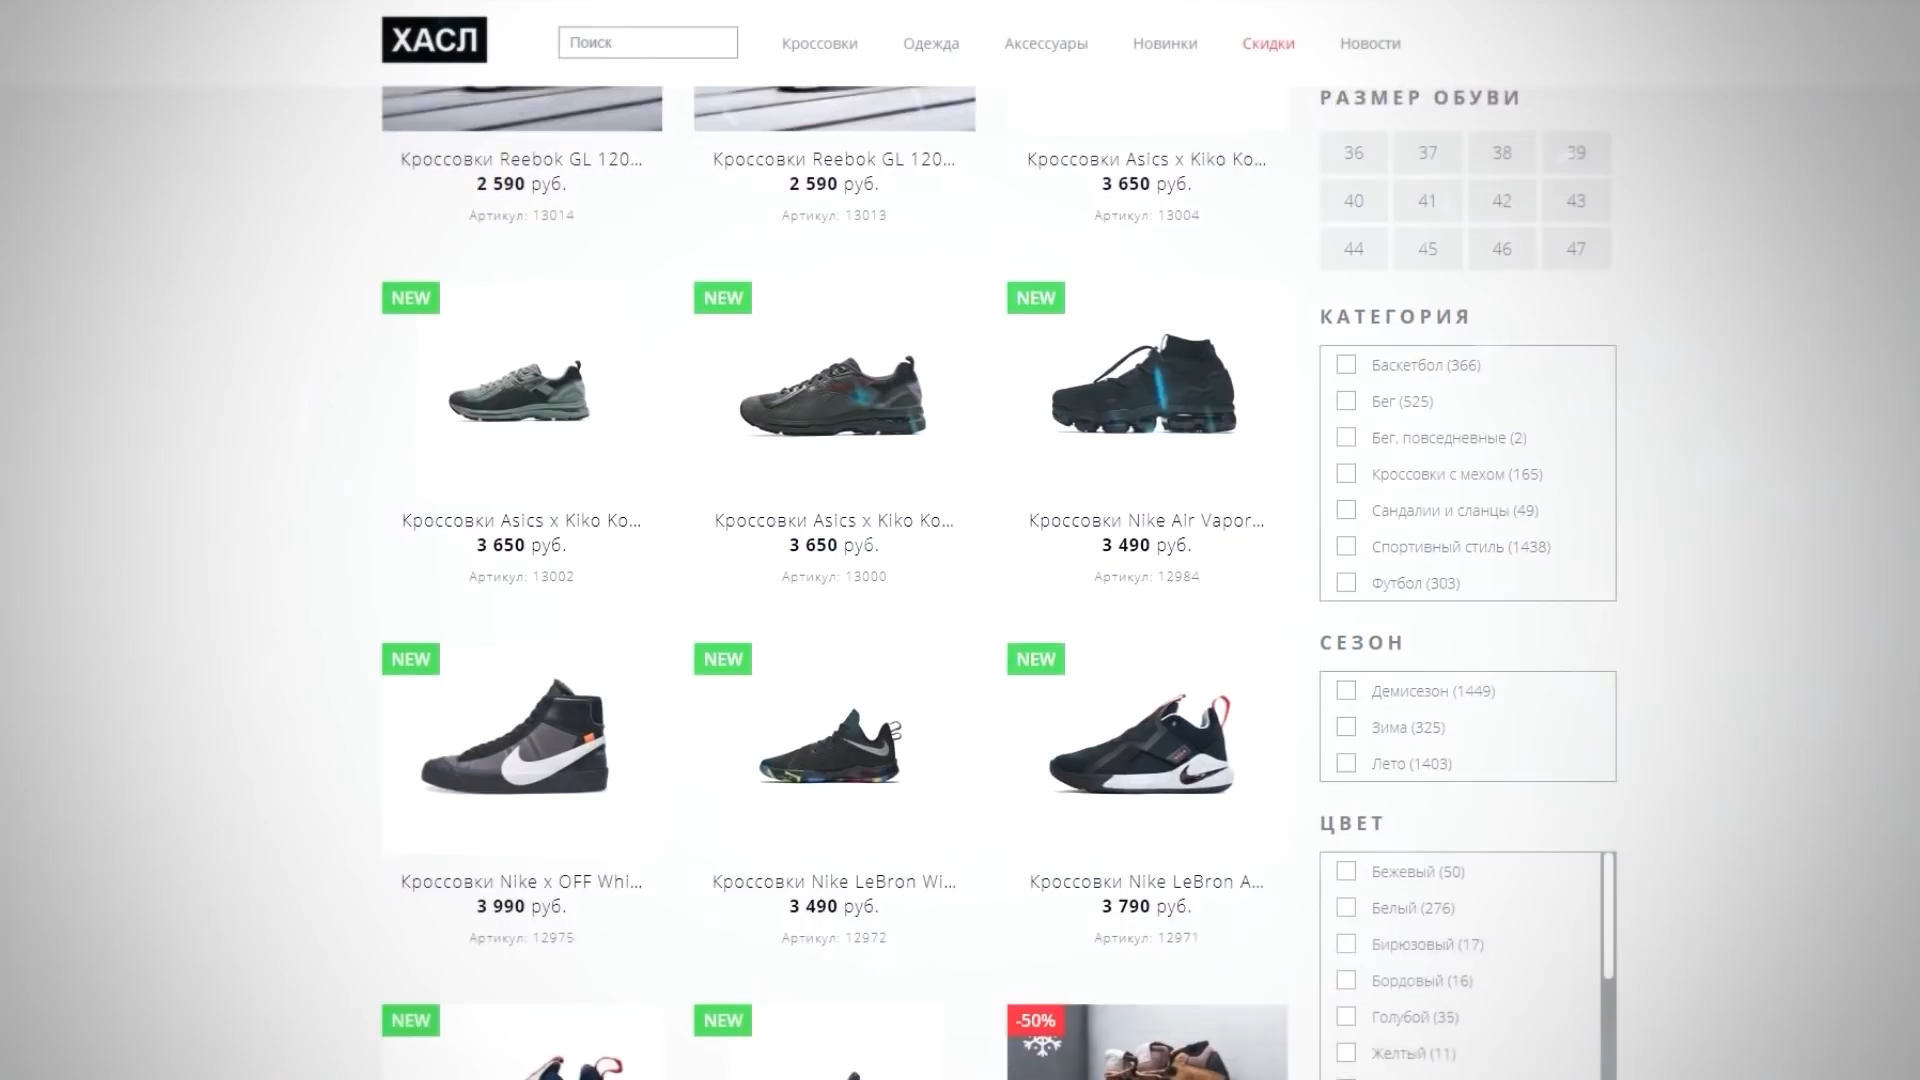 ХАСЛ
Поиск
Кроссовки
Одежда
Аксессуары
Новинки
Скидки
Новости
Кроссовки Reebok GL 120...
2 590 руб.
Артикул: 13014
Кроссовки Reebok GL 120...
2 590 руб.
Артикул: 13013
Кроссовки Asics x Kiko Ko...
3 650 руб.
Артикул: 13004
NEW
Кроссовки Asics x Kiko Ko...
3 650 руб.
Артикул: 13002
NEW
Кроссовки Asics x Kiko Ko...
3 650 руб.
Артикул: 13000
NEW
Кроссовки Nike Air Vapor...
3 490 руб.
Артикул: 12984
NEW
Кроссовки Nike x OFF Whi...
3 990 руб.
Артикул: 12975
NEW
Кроссовки Nike LeBron Wi...
3 490 руб.
Артикул: 12972
NEW
Кроссовки Nike LeBron A...
3 790 руб.
Артикул: 12971
NEW
NEW
-50%
РАЗМЕР ОБУВИ
36 37 38 39
40 41 42 43
44 45 46 47
КАТЕГОРИЯ
Баскетбол (366)
Бег (525)
Бег, повседневные (2)
Кроссовки с мехом (165)
Сандалии и сланцы (49)
Спортивный стиль (1438)
Футбол (303)
СЕЗОН
Демисезон (1449)
Зима (325)
Лето (1403)
ЦВЕТ
Бежевый (50)
Белый (276)
Бирюзовый (17)
Бордовый (16)
Голубой (35)
Желтый (11)